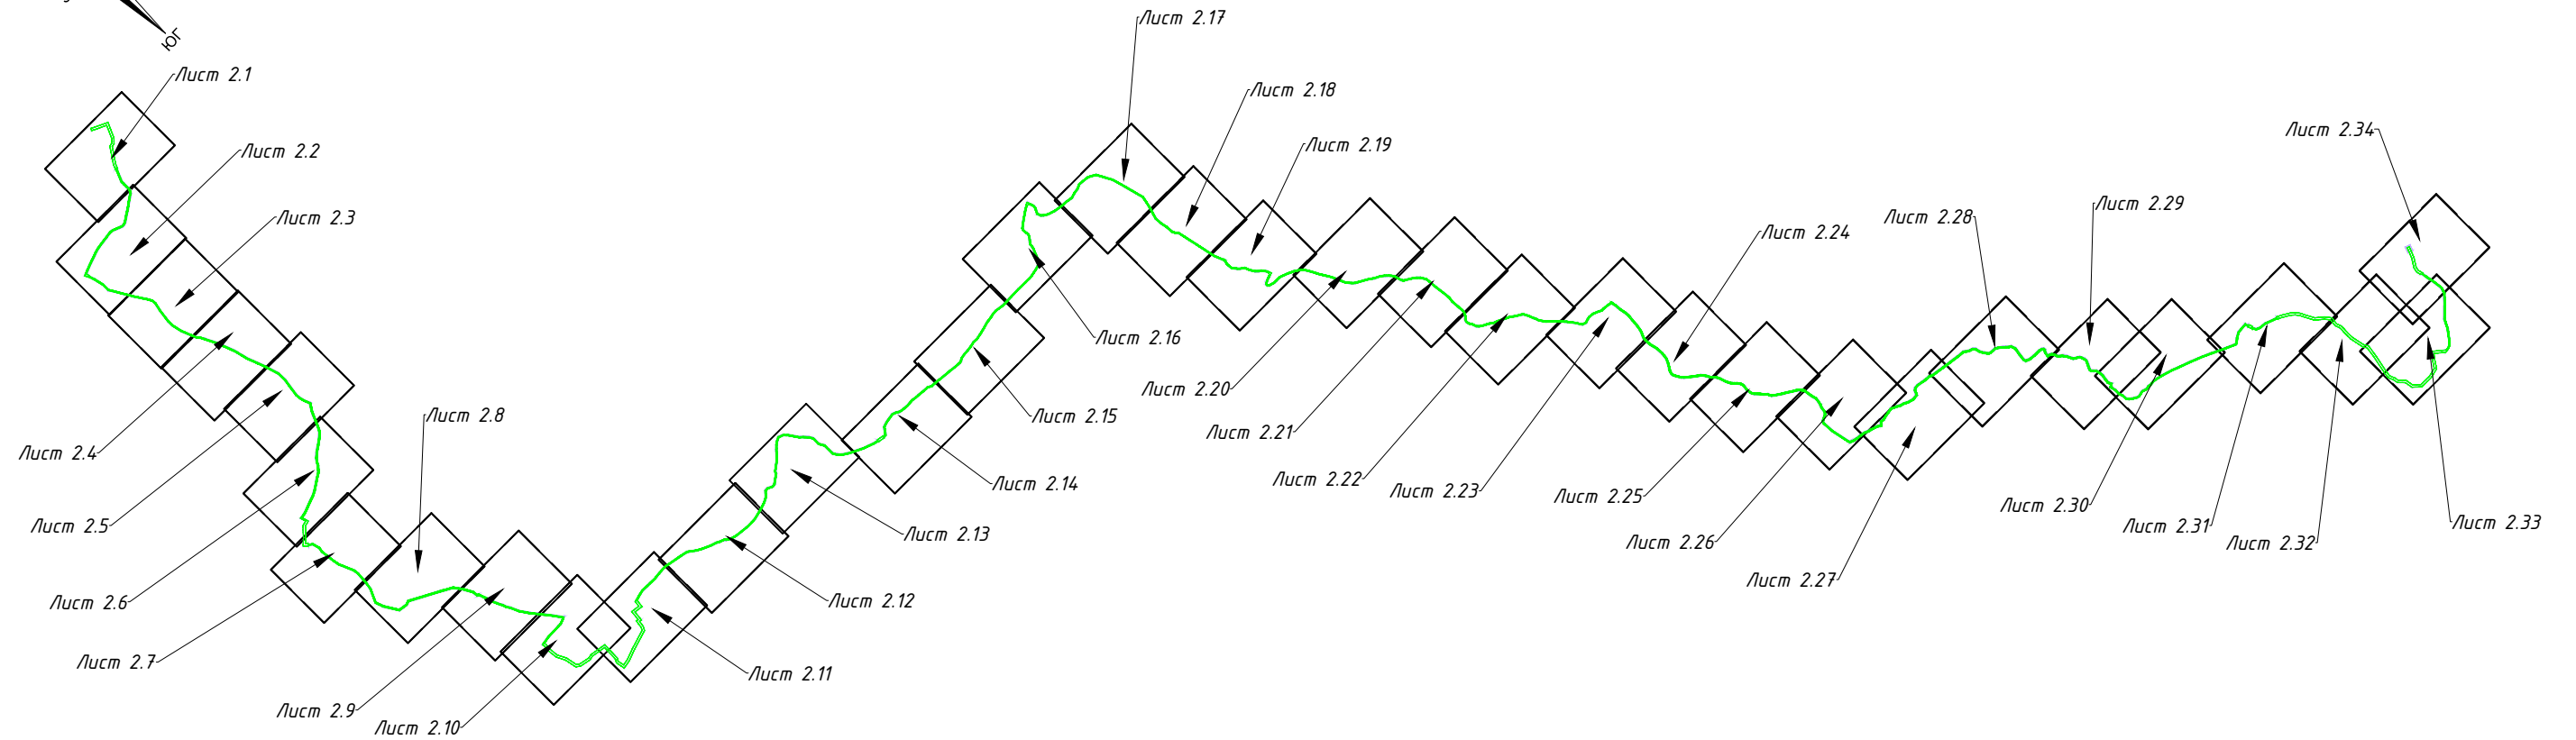 ЮГ
Лист 2.1
Лист 2.2
Лист 2.3
Лист 2.4
Лист 2.5
Лист 2.6
Лист 2.7
Лист 2.8
Лист 2.9
Лист 2.10
Лист 2.11
Лист 2.12
Лист 2.13
Лист 2.14
Лист 2.15
Лист 2.16
Лист 2.17
Лист 2.18
Лист 2.19
Лист 2.20
Лист 2.21
Лист 2.22
Лист 2.23
Лист 2.24
Лист 2.25
Лист 2.26
Лист 2.27
Лист 2.28
Лист 2.29
Лист 2.30
Лист 2.31
Лист 2.32
Лист 2.33
Лист 2.34